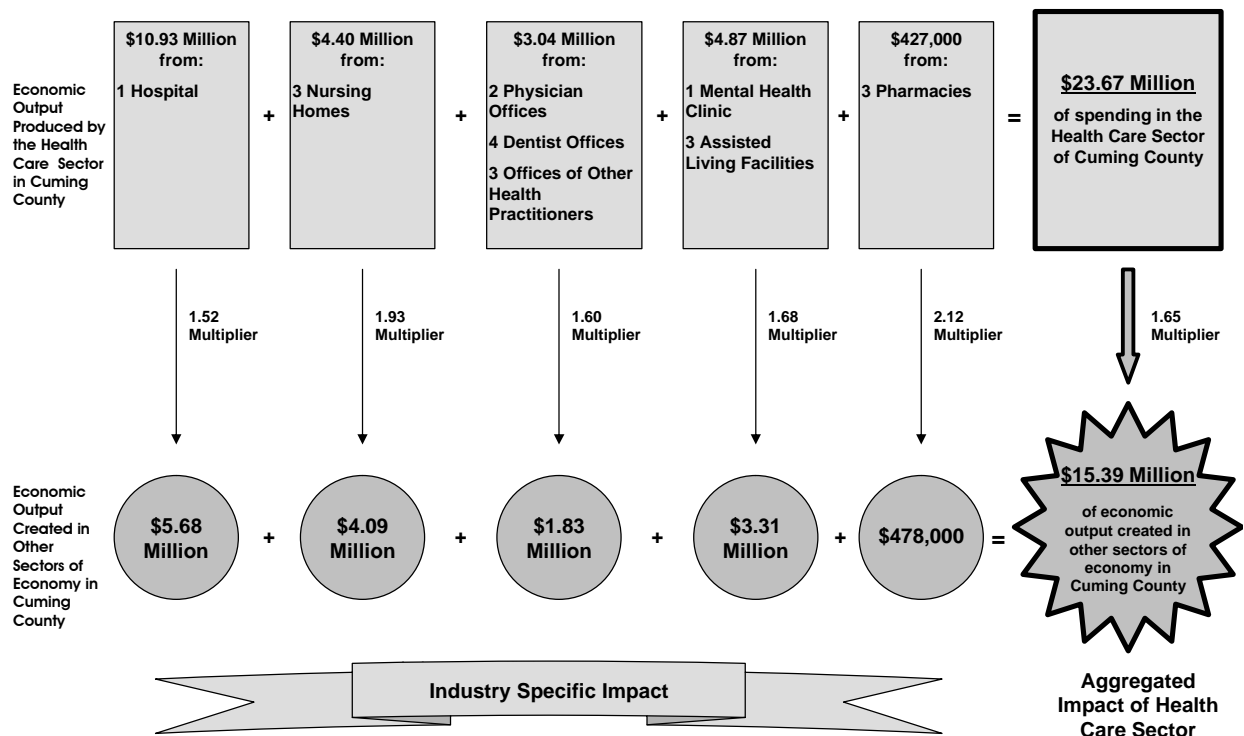 Economic
Output
Produced by
the Health
Care Sector
in Cuming
County
$10.93 Million
from:
1 Hospital
+
$4.40 Million
from:
3 Nursing
Homes
+
$3.04 Million
from:
2 Physician
Offices
4 Dentist Offices
3 Offices of Other
Health
Practitioners
+
$4.87 Million
from:
1 Mental Health
Clinic
3 Assisted
Living Facilities
+
$427,000
from:
3 Pharmacies
=
$23.67 Million
of spending in the
Health Care Sector
of Cuming County
1.52
Multiplier
1.93
Multiplier
1.60
Multiplier
1.68
Multiplier
2.12
Multiplier
1.65
Multiplier
Economic
Output
Created in
Other
Sectors of
Economy in
Cuming
County
$5.68
Million
+
$4.09
Million
+
$1.83
Million
+
$3.31
Million
+
$478,000
=
$15.39 Million
of economic
output created in
other sectors of
economy in
Cuming County
Industry Specific Impact
Aggregated
Impact of Health
Care Sector